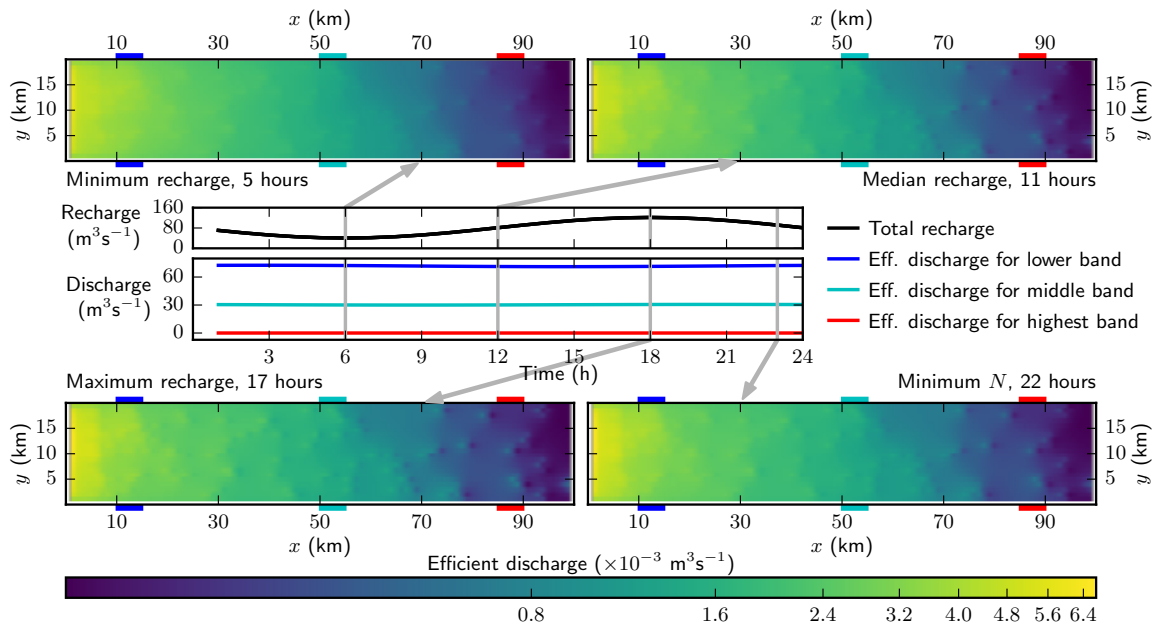 x (km) x (km)
10 30 50 70 90 10 30 50 70 90
y (km) 15 10 5
15 10 5 y (km)
Minimum recharge, 5 hours Median recharge, 11 hours
Recharge (m³s⁻¹) 160 80 0
Discharge (m³s⁻¹) 60 30 0
Total recharge
Eff. discharge for lower band
Eff. discharge for middle band
Eff. discharge for highest band
3 6 9 12 15 18 21 24
Time (h)
Maximum recharge, 17 hours Minimum N, 22 hours
y (km) 15 10 5
15 10 5 y (km)
10 30 50 70 90 10 30 50 70 90
x (km) x (km)
Efficient discharge (×10⁻³ m³s⁻¹)
0.8 1.6 2.4 3.2 4.0 4.8 5.6 6.4